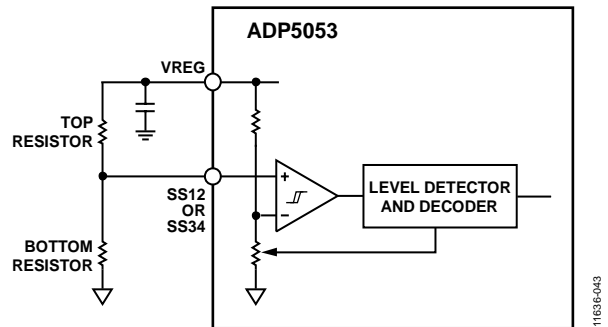 ADP5053
VREG
TOP
RESISTOR
SS12
OR
SS34
+
−
LEVEL DETECTOR
AND DECODER
BOTTOM
RESISTOR
11636-043